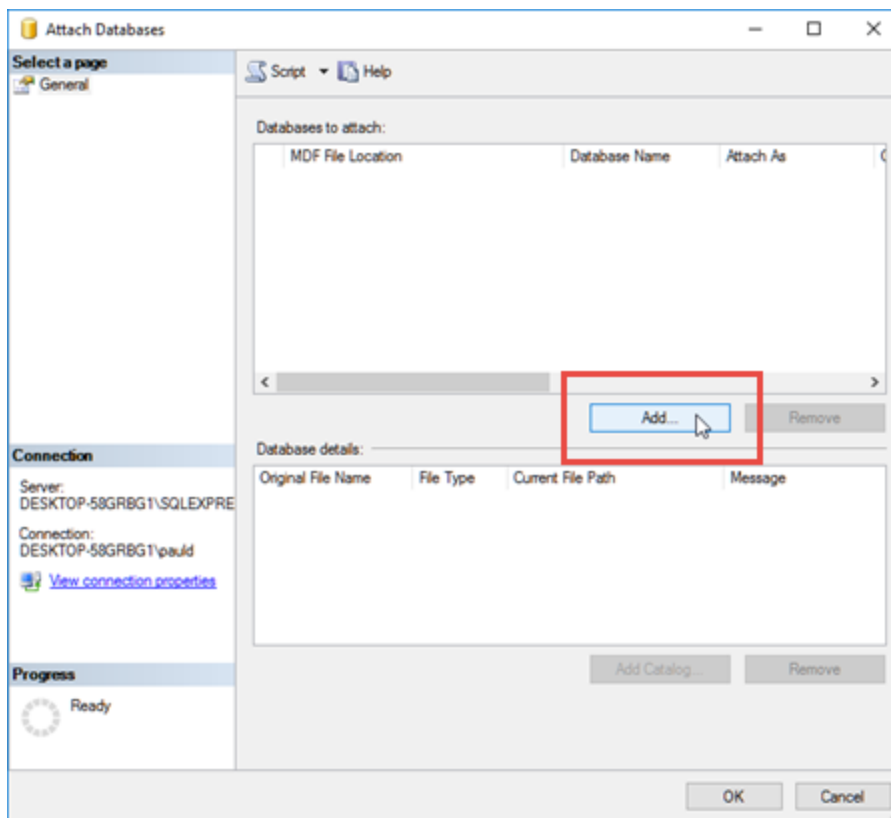 Attach Databases
Select a page
General
Script Help
Databases to attach:
MDF File Location Database Name Attach As
Add... Remove
Database details:
Original File Name File Type Current File Path Message
Add Catalog... Remove
Connection
Server:
DESKTOP-58GRBG1\SQLEXPRE
Connection:
DESKTOP-58GRBG1\pauld
View connection properties
Progress
Ready
OK Cancel